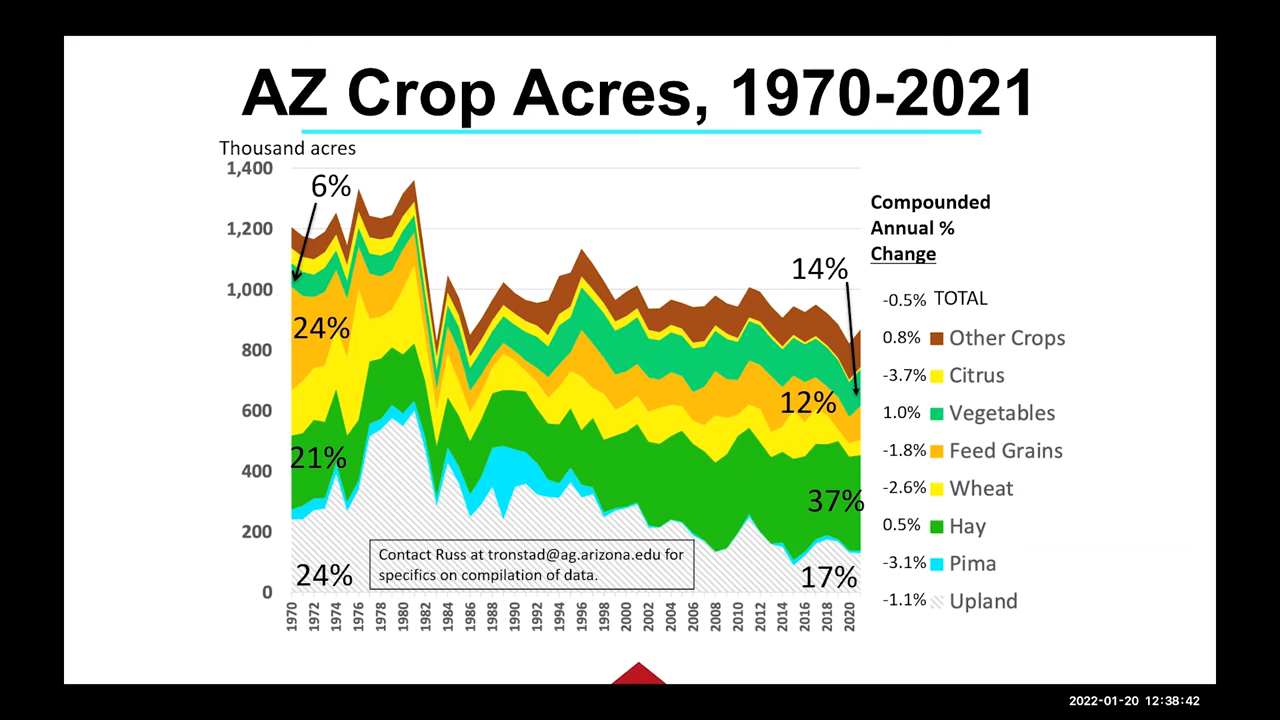 AZ Crop Acres, 1970-2021
Thousand acres
1,400
1,200
1,000
800
600
400
200
0
6%
24%
21%
24%
14%
12%
37%
17%
Contact Russ at tronstad@ag.arizona.edu for
specifics on compilation of data.
1970 1972 1974 1976 1978 1980 1982 1984 1986 1988 1990 1992 1994 1996 1998 2000 2002 2004 2006 2008 2010 2012 2014 2016 2018 2020
Compounded
Annual %
Change
-0.5% TOTAL
0.8% Other Crops
-3.7% Citrus
1.0% Vegetables
-1.8% Feed Grains
-2.6% Wheat
0.5% Hay
-3.1% Pima
-1.1% Upland
2022-01-20 12:38:42